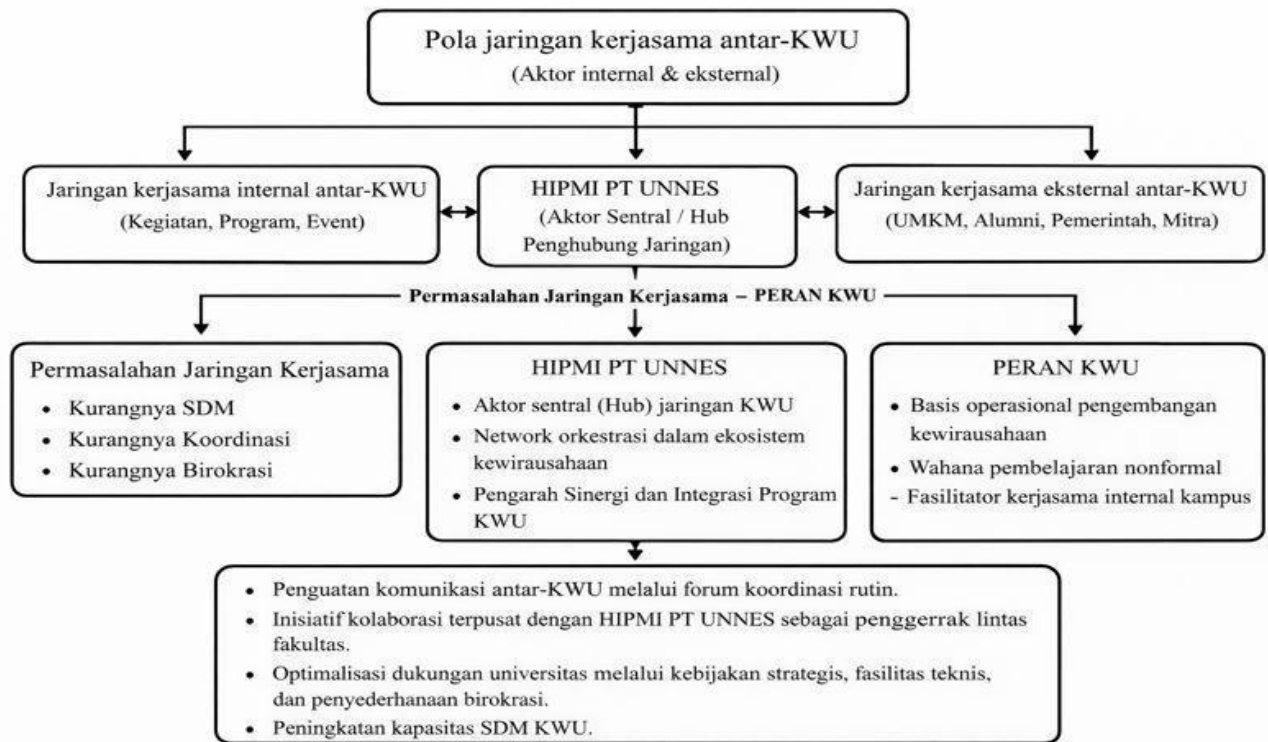 Pola jaringan kerjasama antar-KWU
(Aktor internal & eksternal)
Jaringan kerjasama internal antar-KWU
(Kegiatan, Program, Event)
HIPMI PT UNNES
(Aktor Sentral / Hub
Penghubung Jaringan)
Jaringan kerjasama eksternal antar-KWU
(UMKM, Alumni, Pemerintah, Mitra)
Permasalahan Jaringan Kerjasama – PERAN KWU
Permasalahan Jaringan Kerjasama
• Kurangnya SDM
• Kurangnya Koordinasi
• Kurangnya Birokrasi
HIPMI PT UNNES
• Aktor sentral (Hub) jaringan KWU
• Network orkestrasi dalam ekosistem
kewirausahaan
• Pengarah Sinergi dan Integrasi Program
KWU
PERAN KWU
• Basis operasional pengembangan
kewirausahaan
• Wahana pembelajaran nonformal
- Fasilitator kerjasama internal kampus
• Penguatan komunikasi antar-KWU melalui forum koordinasi rutin.
• Inisiatif kolaborasi terpusat dengan HIPMI PT UNNES sebagai penggerrak lintas
fakultas.
• Optimalisasi dukungan universitas melalui kebijakan strategis, fasilitas teknis,
dan penyederhanaan birokrasi.
• Peningkatan kapasitas SDM KWU.